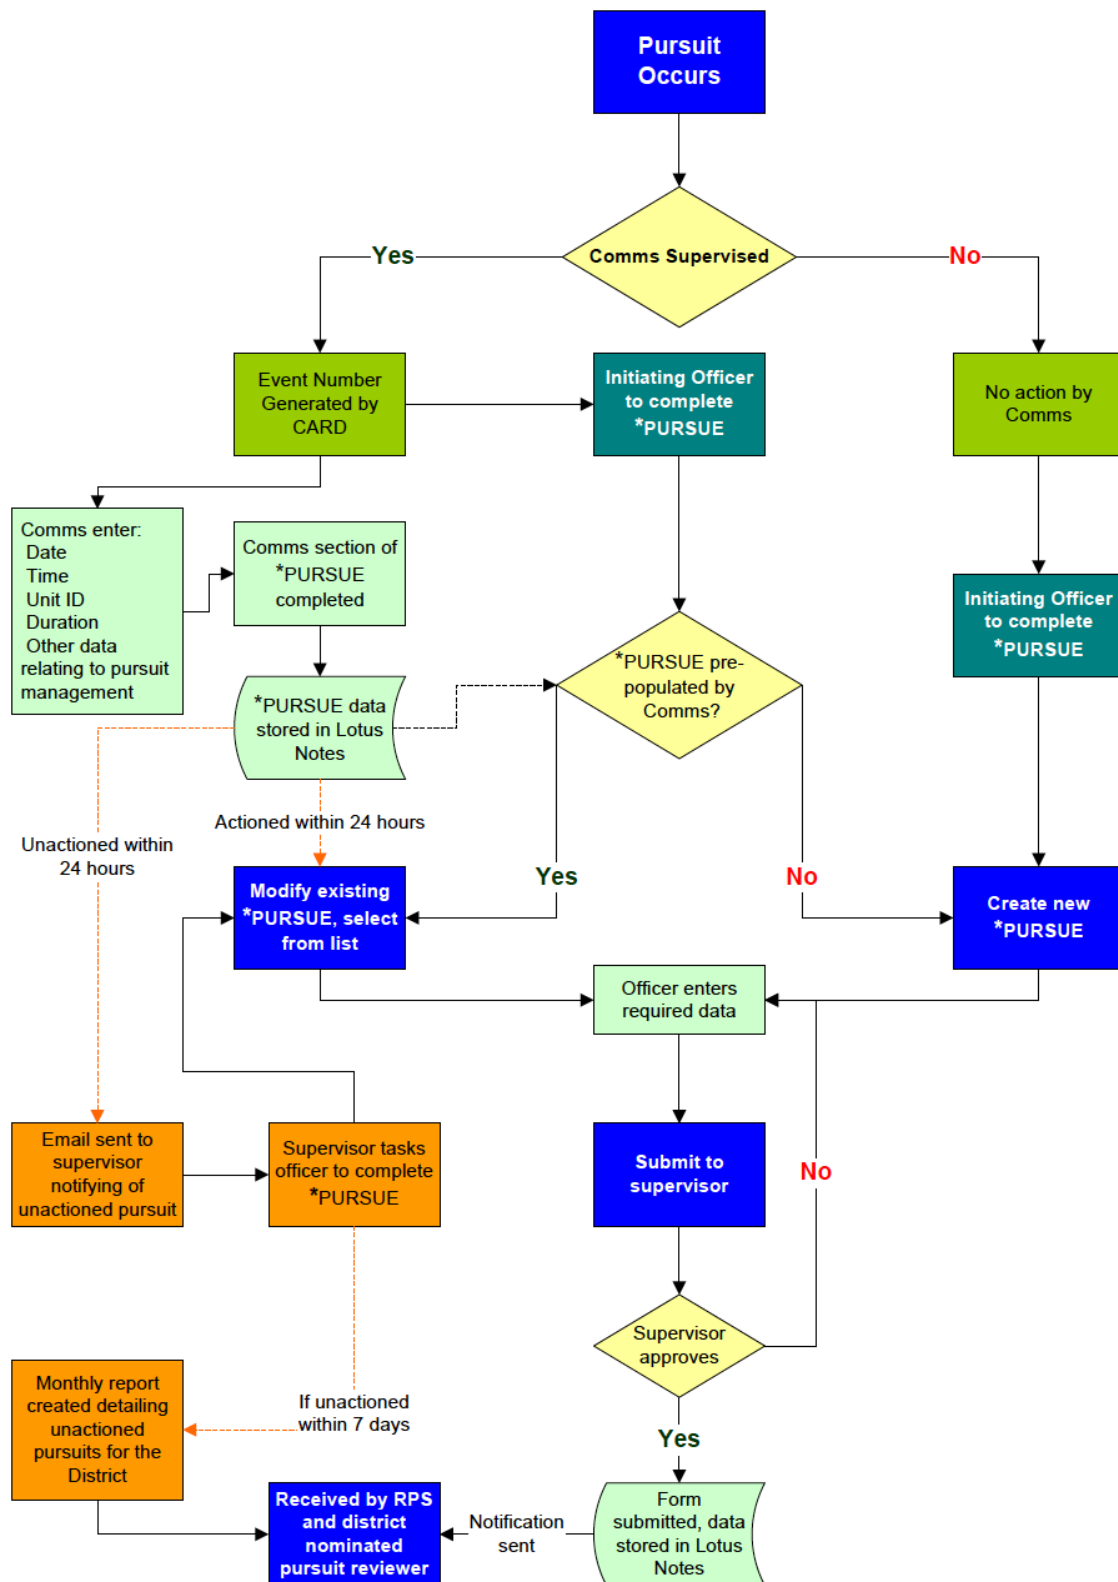 Pursuit
Occurs
Comms Supervised
Yes
No
Event Number
Generated by
CARD
Initiating Officer
to complete
*PURSUE
No action by
Comms
Comms enter:
Date
Time
Unit ID
Duration
Other data
relating to pursuit
management
Comms section of
*PURSUE
completed
Initiating Officer
to complete
*PURSUE
*PURSUE pre-
populated by
Comms?
*PURSUE data
stored in Lotus
Notes
Actioned within 24 hours
Unactioned within
24 hours
Yes
No
Modify existing
*PURSUE, select
from list
Create new
*PURSUE
Officer enters
required data
Email sent to
supervisor
notifying of
unactioned pursuit
Supervisor tasks
officer to complete
*PURSUE
Submit to
supervisor
No
Supervisor
approves
Monthly report
created detailing
unactioned
pursuits for the
District
If unactioned
within 7 days
Yes
Received by RPS
and district
nominated
pursuit reviewer
Notification
sent
Form
submitted, data
stored in Lotus
Notes